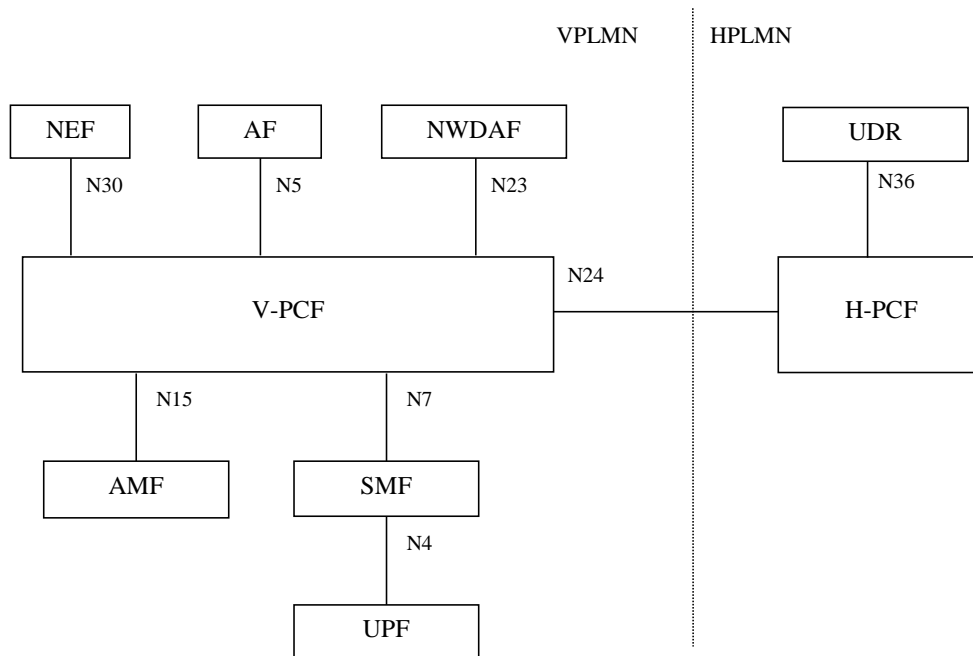 VPLMN
HPLMN
NEF
AF
NWDAF
UDR
N30
N5
N23
N36
N24
V-PCF
H-PCF
N15
N7
AMF
SMF
N4
UPF